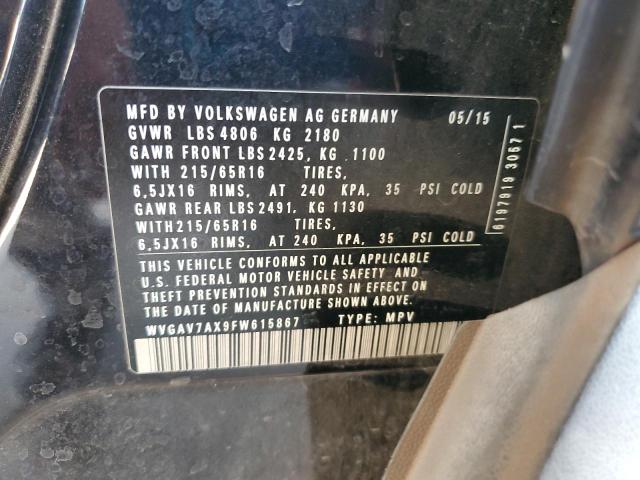 MFD BY VOLKSWAGEN AG GERMANY 05/15
GVWR LBS 4806 KG 2180
GAWR FRONT LBS 2425, KG 1100
WITH 215/65R16 TIRES,
6,5JX16 RIMS, AT 240 KPA, 35 PSI COLD
GAWR REAR LBS 2491, KG 1130
WITH 215/65R16 TIRES,
6,5JX16 RIMS, AT 240 KPA, 35 PSI COLD
THIS VEHICLE CONFORMS TO ALL APPLICABLE
U.S. FEDERAL MOTOR VEHICLE SAFETY AND
THEFT PREVENTION STANDARDS IN EFFECT ON
THE DATE OF MANUFACTURE SHOWN ABOVE.
WVGAV7AX9FW615867 TYPE: MPV
6197919 3067 1